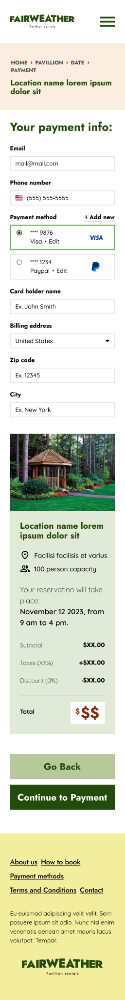 FAIRWEATHER
Pavilion rentals
HOME › PAVILLION › DATE ›
PAYMENT
Location name lorem ipsum
dolor sit
Your payment info:
Email
mail@mail.com
Phone number
(555) 555-5555
Payment method
+ Add new
**** 9876
Visa • Edit
VISA
**** 1234
Paypal • Edit
Card holder name
Ex. John Smith
Billing address
United States
Zip code
Ex. 12345
City
Ex. New York
Location name lorem
ipsum dolor sit
Facilisi facilisis et varius
100 person capacity
Your reservation will take
place:
November 12 2023, from
9 am to 4 pm.
Subtotal $XX.00
Taxes (XX%) +$XX.00
Discount (0%) -$XX.00
Total $$$
Go Back
Continue to Payment
About us How to book
Payment methods
Terms and Conditions Contact
Eu euismod adipiscing velit velit. Sem
posuere ipsum sit odio. Nunc nisi enim
venenatis aenean amet mauris lacus
volutpat. Tempor.
FAIRWEATHER
Pavilion rentals